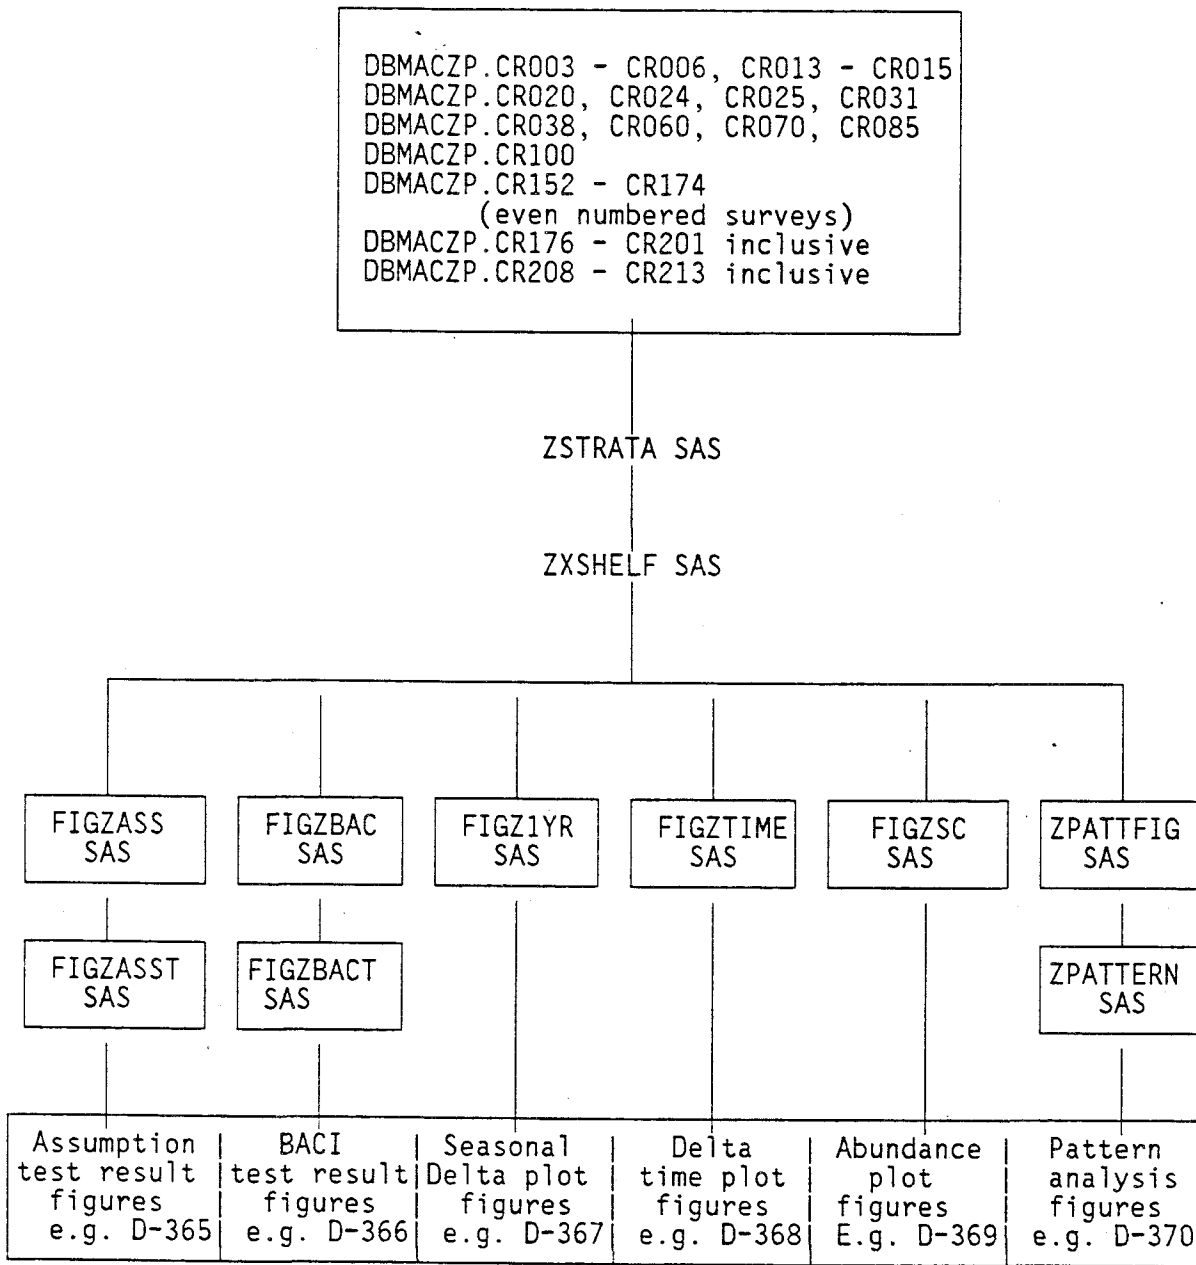 DBMACZP.CR003 - CR006, CR013 - CR015
DBMACZP.CR020, CR024, CR025, CR031
DBMACZP.CR038, CR060, CR070, CR085
DBMACZP.CR100
DBMACZP.CR152 - CR174
(even numbered surveys)
DBMACZP.CR176 - CR201 inclusive
DBMACZP.CR208 - CR213 inclusive
ZSTRATA SAS
ZXSHELF SAS
FIGZASS
SAS
FIGZBAC
SAS
FIGZ1YR
SAS
FIGZTIME
SAS
FIGZSC
SAS
ZPATTFIG
SAS
FIGZASST
SAS
FIGZBACT
SAS
ZPATTERN
SAS
Assumption
test result
figures
e.g. D-365
BACI
test result
figures
e.g. D-366
Seasonal
Delta plot
figures
e.g. D-367
Delta
time plot
figures
e.g. D-368
Abundance
plot
figures
E.g. D-369
Pattern
analysis
figures
e.g. D-370